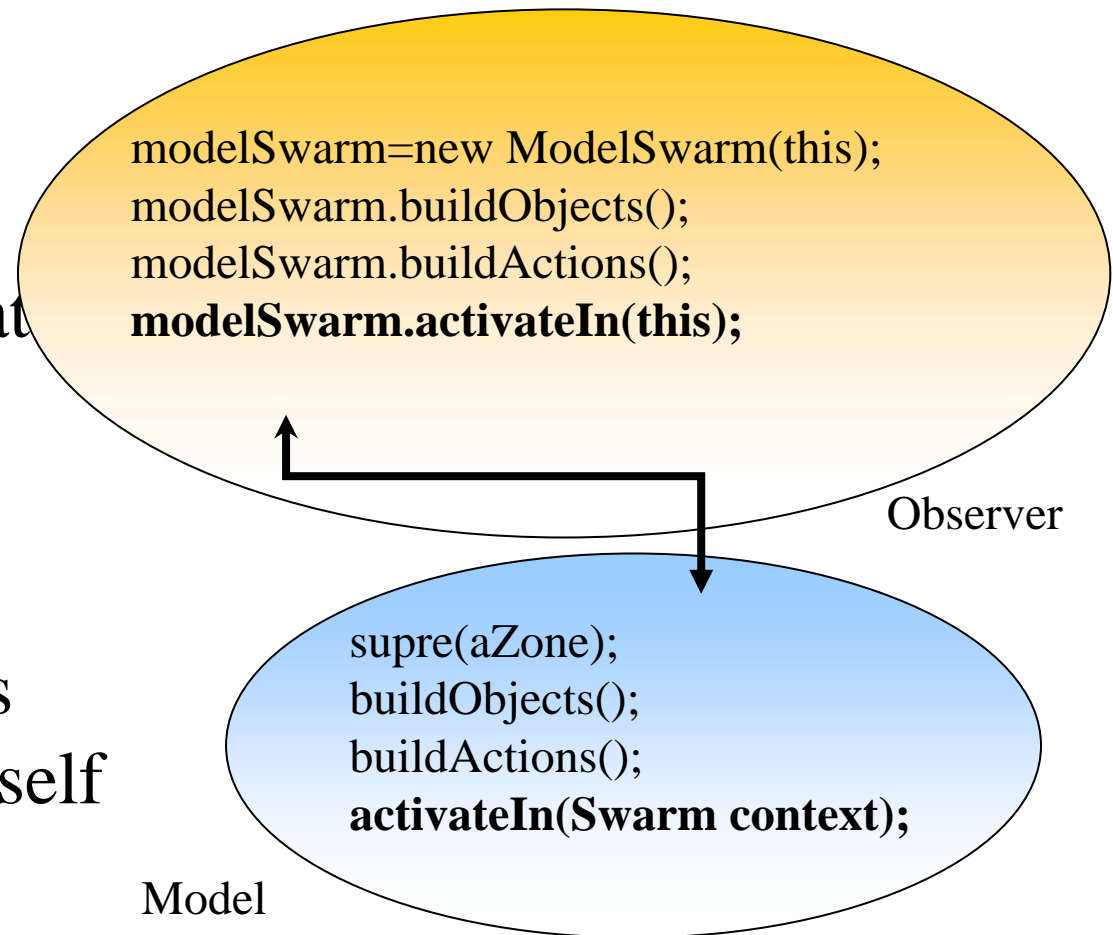 modelSwarm=new ModelSwarm(this);
modelSwarm.buildObjects();
modelSwarm.buildActions();
modelSwarm.activateIn(this);
Observer
supre(aZone);
buildObjects();
buildActions();
self
activateIn(Swarm context);
Model